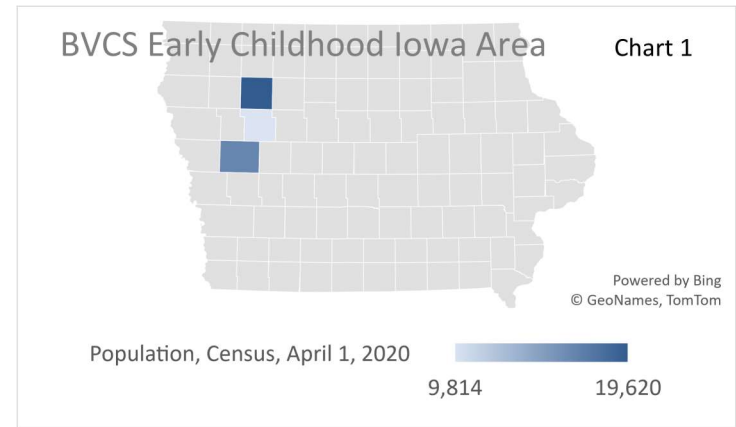 BVCS Early Childhood Iowa Area
Chart 1
Powered by Bing
© GeoNames, TomTom
Population, Census, April 1, 2020
9,814
19,620